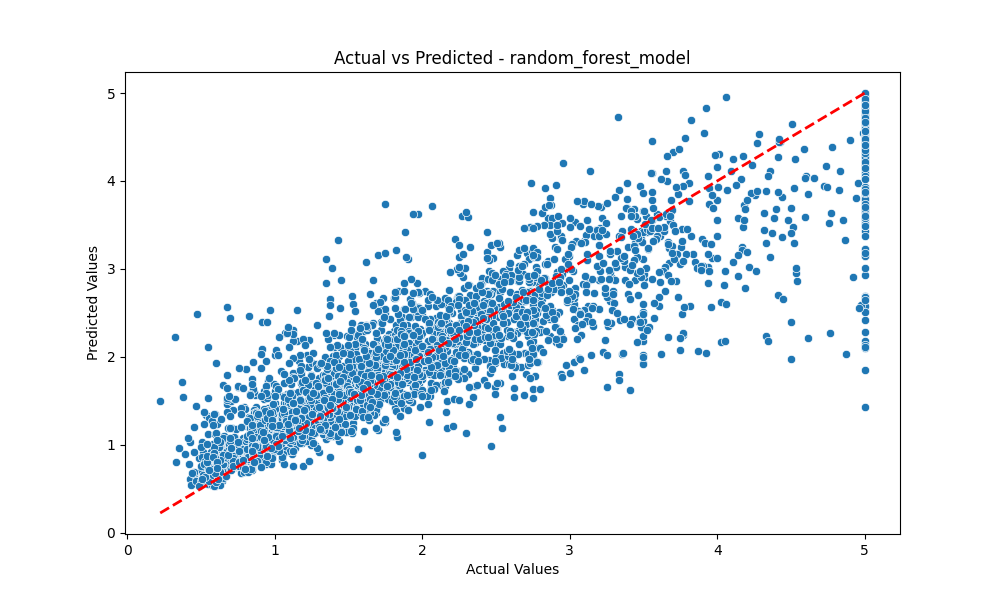 Actual vs Predicted - random_forest_model
Predicted Values
5
4
3
2
1
0
0 1 2 3 4 5
Actual Values